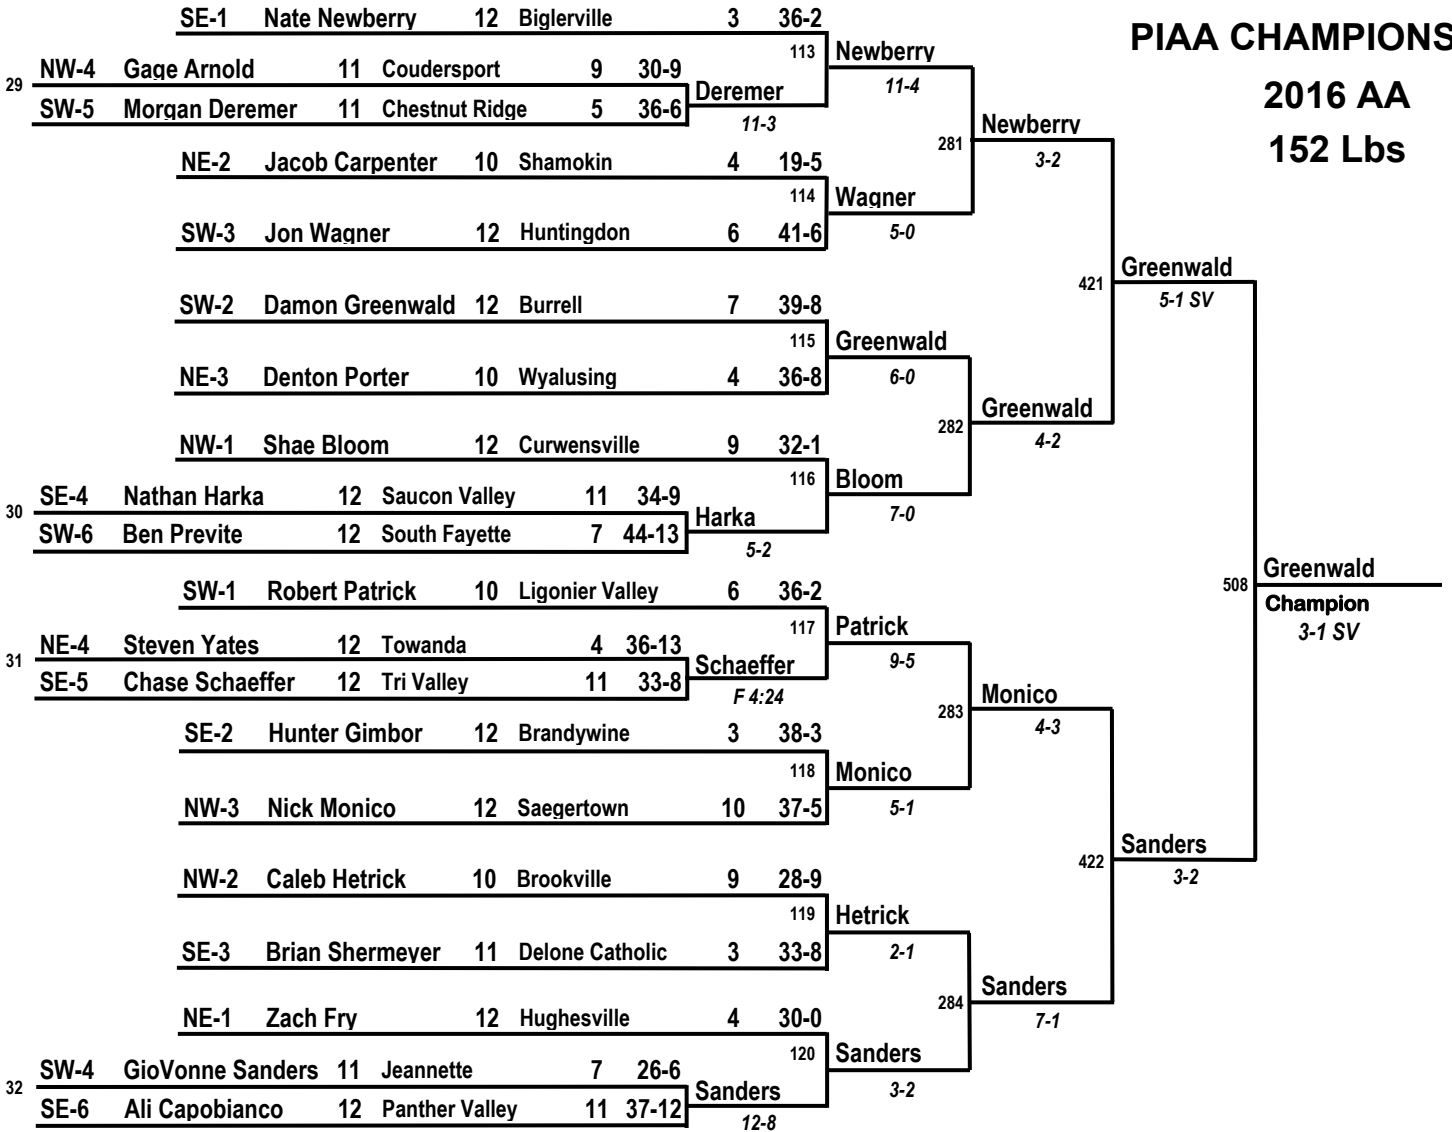 SE-1 Nate Newberry 12 Biglerville 3 36-2
PIAA CHAMPIONS
113 Newberry
11-4
29 NW-4 Gage Arnold 11 Coudersport 9 30-9
Deremer
11-3
SW-5 Morgan Deremer 11 Chestnut Ridge 5 36-6
2016 AA
152 Lbs
281 Newberry
3-2
NE-2 Jacob Carpenter 10 Shamokin 4 19-5
114 Wagner
5-0
SW-3 Jon Wagner 12 Huntingdon 6 41-6
421 Greenwald
5-1 SV
SW-2 Damon Greenwald 12 Burrell 7 39-8
115 Greenwald
6-0
NE-3 Denton Porter 10 Wyalusing 4 36-8
282 Greenwald
4-2
NW-1 Shae Bloom 12 Curwensville 9 32-1
116 Bloom
7-0
30 SE-4 Nathan Harka 12 Saucon Valley 11 34-9
Harka
5-2
SW-6 Ben Previte 12 South Fayette 7 44-13
508 Greenwald
Champion
3-1 SV
SW-1 Robert Patrick 10 Ligonier Valley 6 36-2
117 Patrick
9-5
31 NE-4 Steven Yates 12 Towanda 4 36-13
Schaeffer
F 4:24
SE-5 Chase Schaeffer 12 Tri Valley 11 33-8
283 Monico
4-3
SE-2 Hunter Gimbor 12 Brandywine 3 38-3
118 Monico
5-1
NW-3 Nick Monico 12 Saegertown 10 37-5
422 Sanders
3-2
NW-2 Caleb Hetrick 10 Brookville 9 28-9
119 Hetrick
2-1
SE-3 Brian Shermeyer 11 Delone Catholic 3 33-8
284 Sanders
7-1
NE-1 Zach Fry 12 Hughesville 4 30-0
120 Sanders
3-2
32 SW-4 GioVonne Sanders 11 Jeannette 7 26-6
Sanders
12-8
SE-6 Ali Capobianco 12 Panther Valley 11 37-12